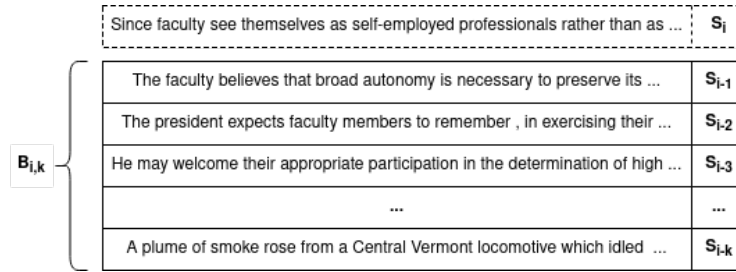 Since faculty see themselves as self-employed professionals rather than as ... Si
The faculty believes that broad autonomy is necessary to preserve its ... Si-1
The president expects faculty members to remember , in exercising their ... Si-2
He may welcome their appropriate participation in the determination of high ... Si-3
Bi,k
... ...
A plume of smoke rose from a Central Vermont locomotive which idled ... Si-k